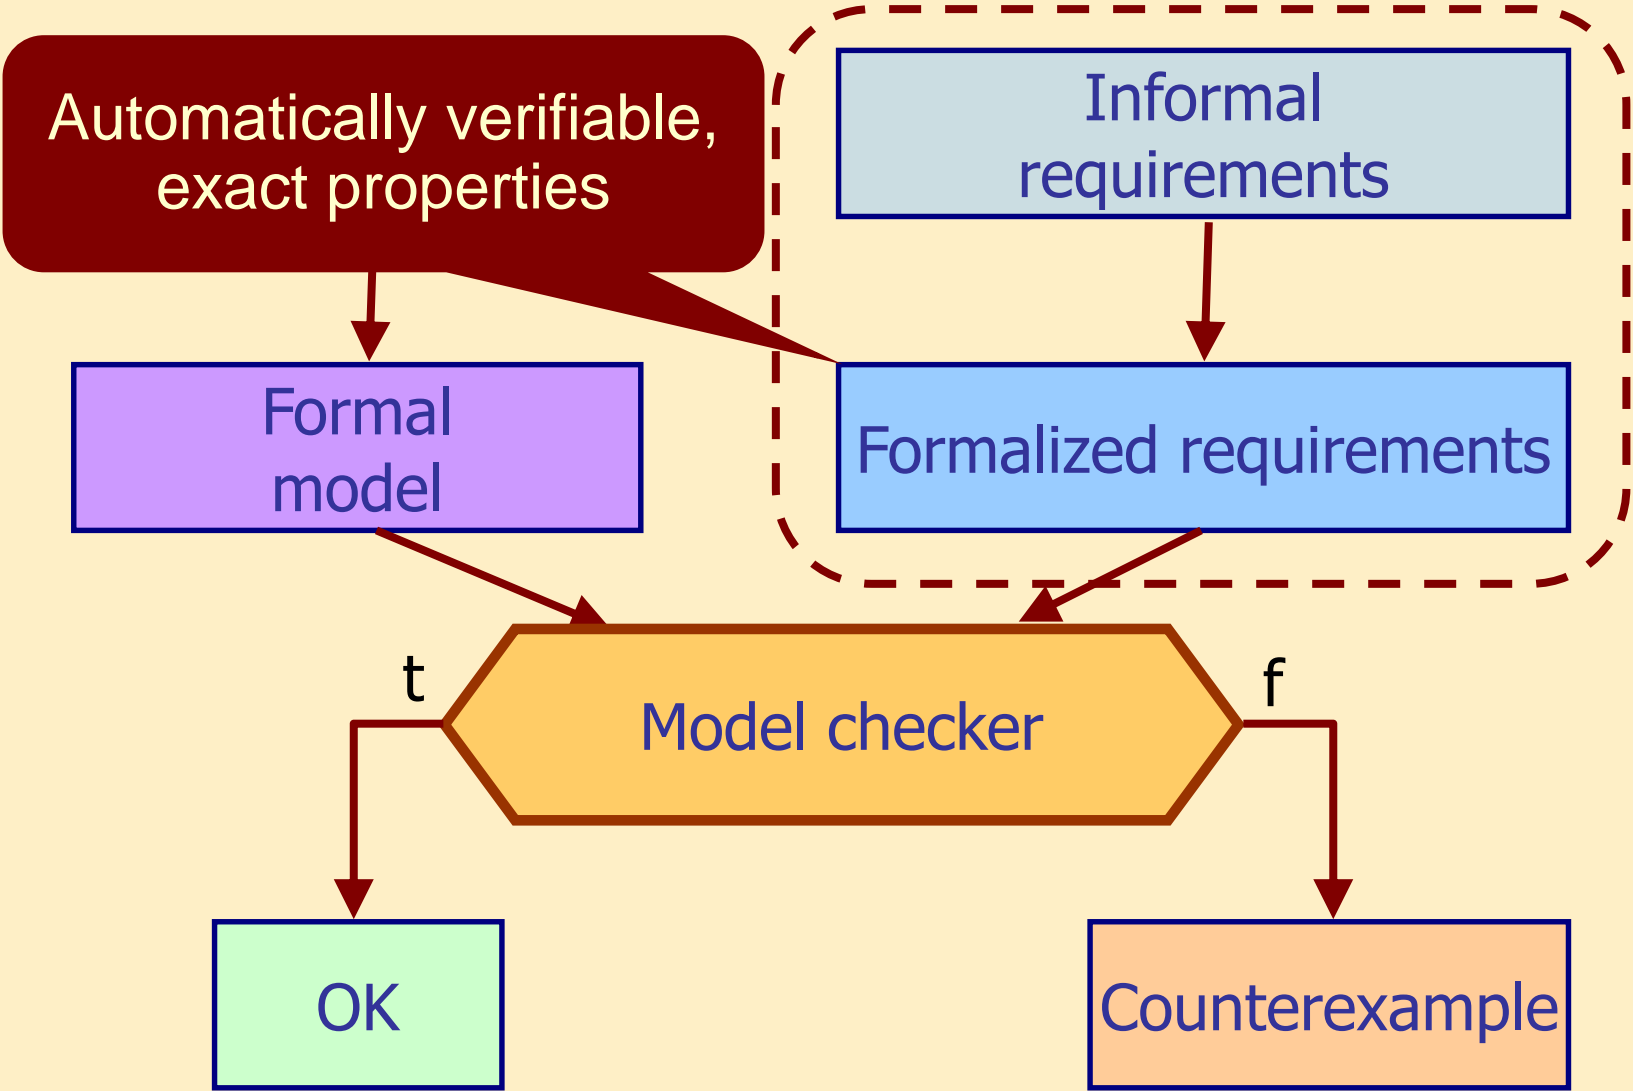 Automatically verifiable,
exact properties
Informal
requirements
Formal
model
Formalized requirements
t
f
Model checker
OK
Counterexample